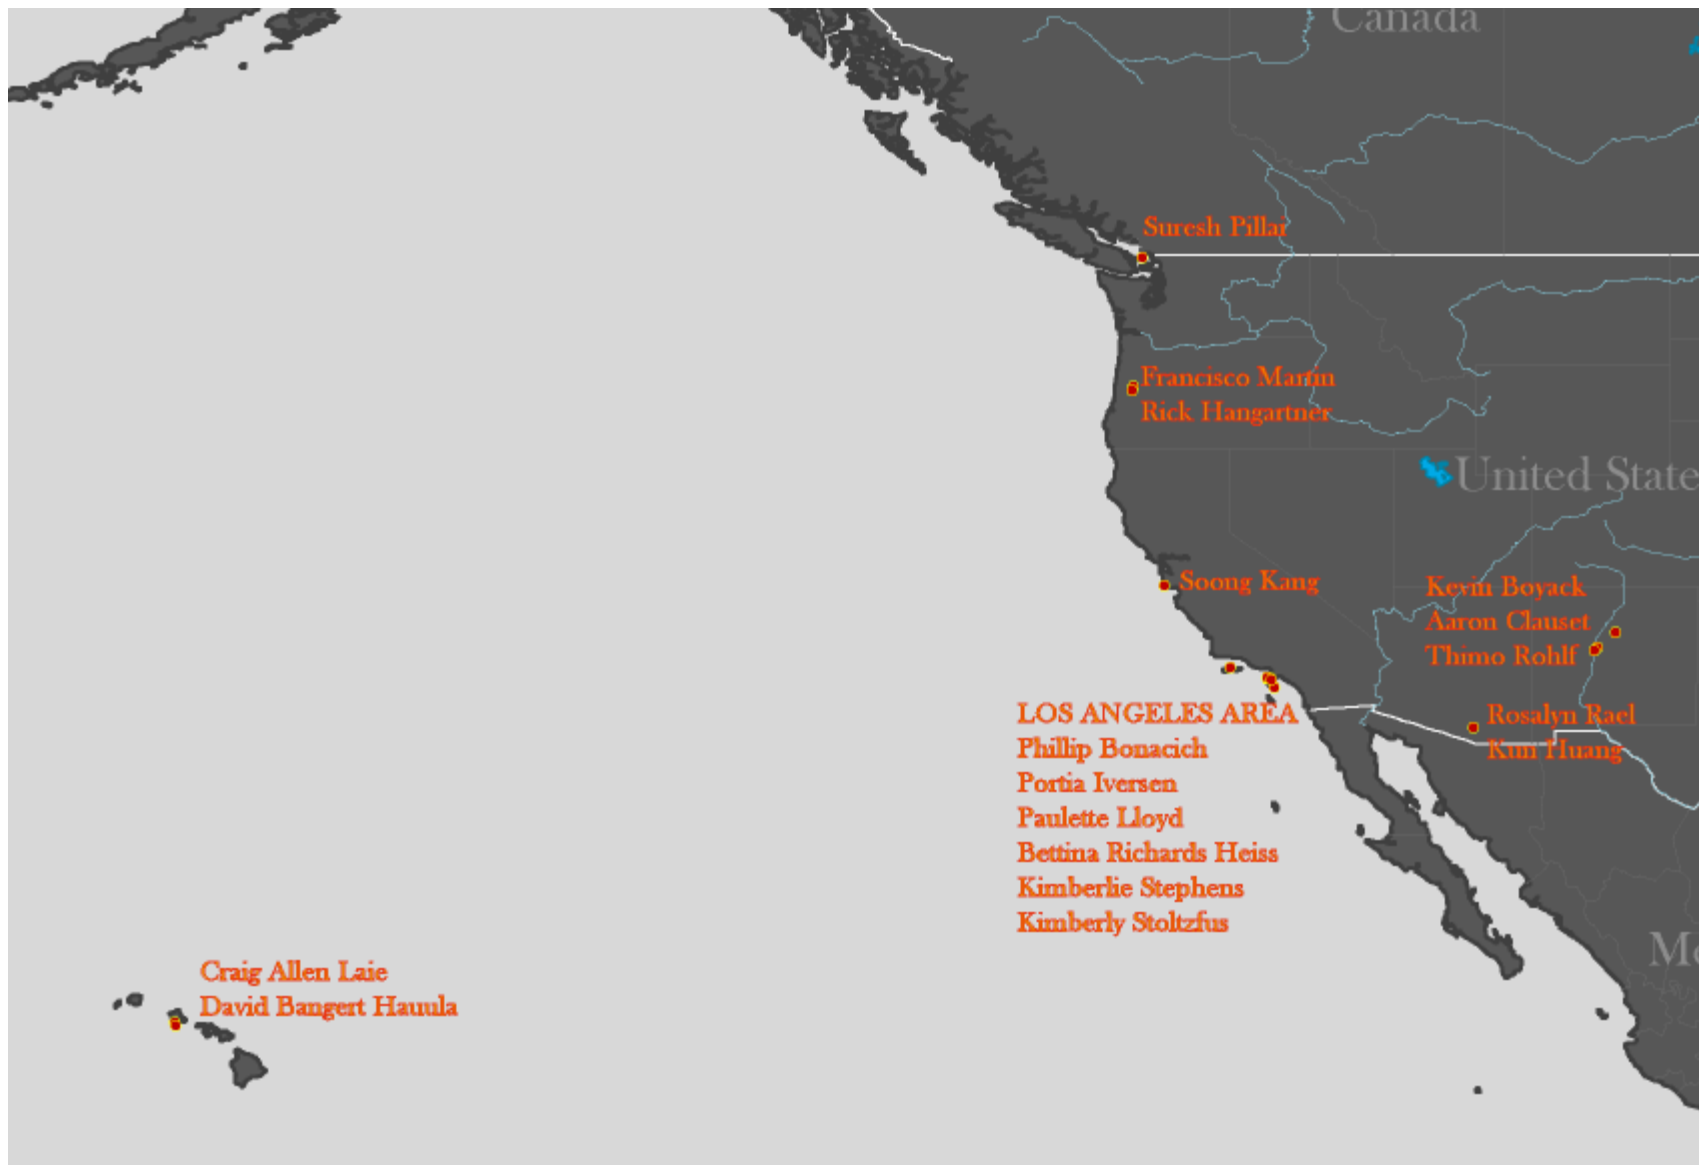 Canada
Suresh Pillai
Francisco Martin
Rick Hangartner
United State
Soong Kang
Kevin Boyack
Aaron Clauset
Thimo Rohlf
LOS ANGELES AREA
Phillip Bonacich
Portia Iversen
Paulette Lloyd
Bettina Richards Heiss
Kimberlie Stephens
Kimberly Stoltzfus
Rosalyn Rael
Kun Huang
Me
Craig Allen Laie
David Bangert Hauula